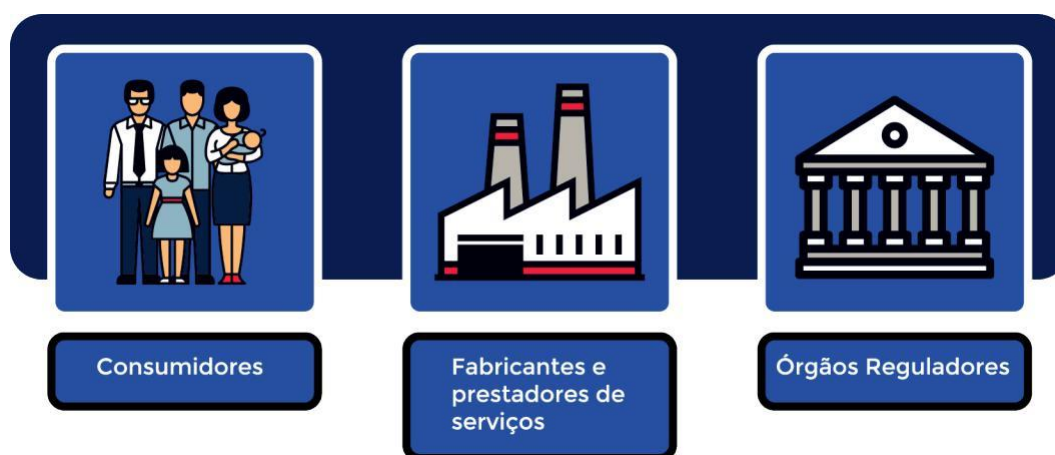 Consumidores
Fabricantes e
prestadores de
serviços
Órgãos Reguladores